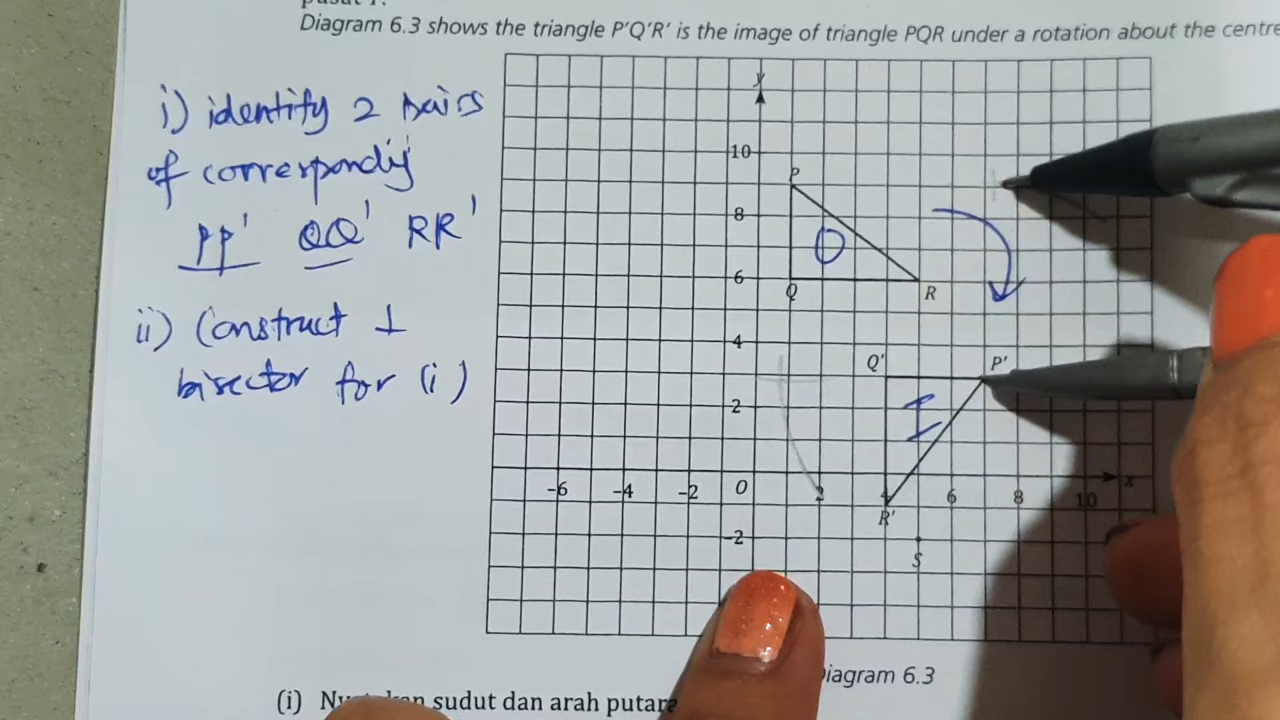 Diagram 6.3 shows the triangle P'Q'R' is the image of triangle PQR under a rotation about the centre
i) identify 2 pairs
of correspondij
PP' QQ' RR'
ii) Construct ⊥
bisector for (i)
y
10
P
8
O
6
Q R
4
Q' P'
2
I
-6 -4 -2 O 2 4 6 8 10 x
R'
-2
S
Diagram 6.3
(i) sudut dan arah